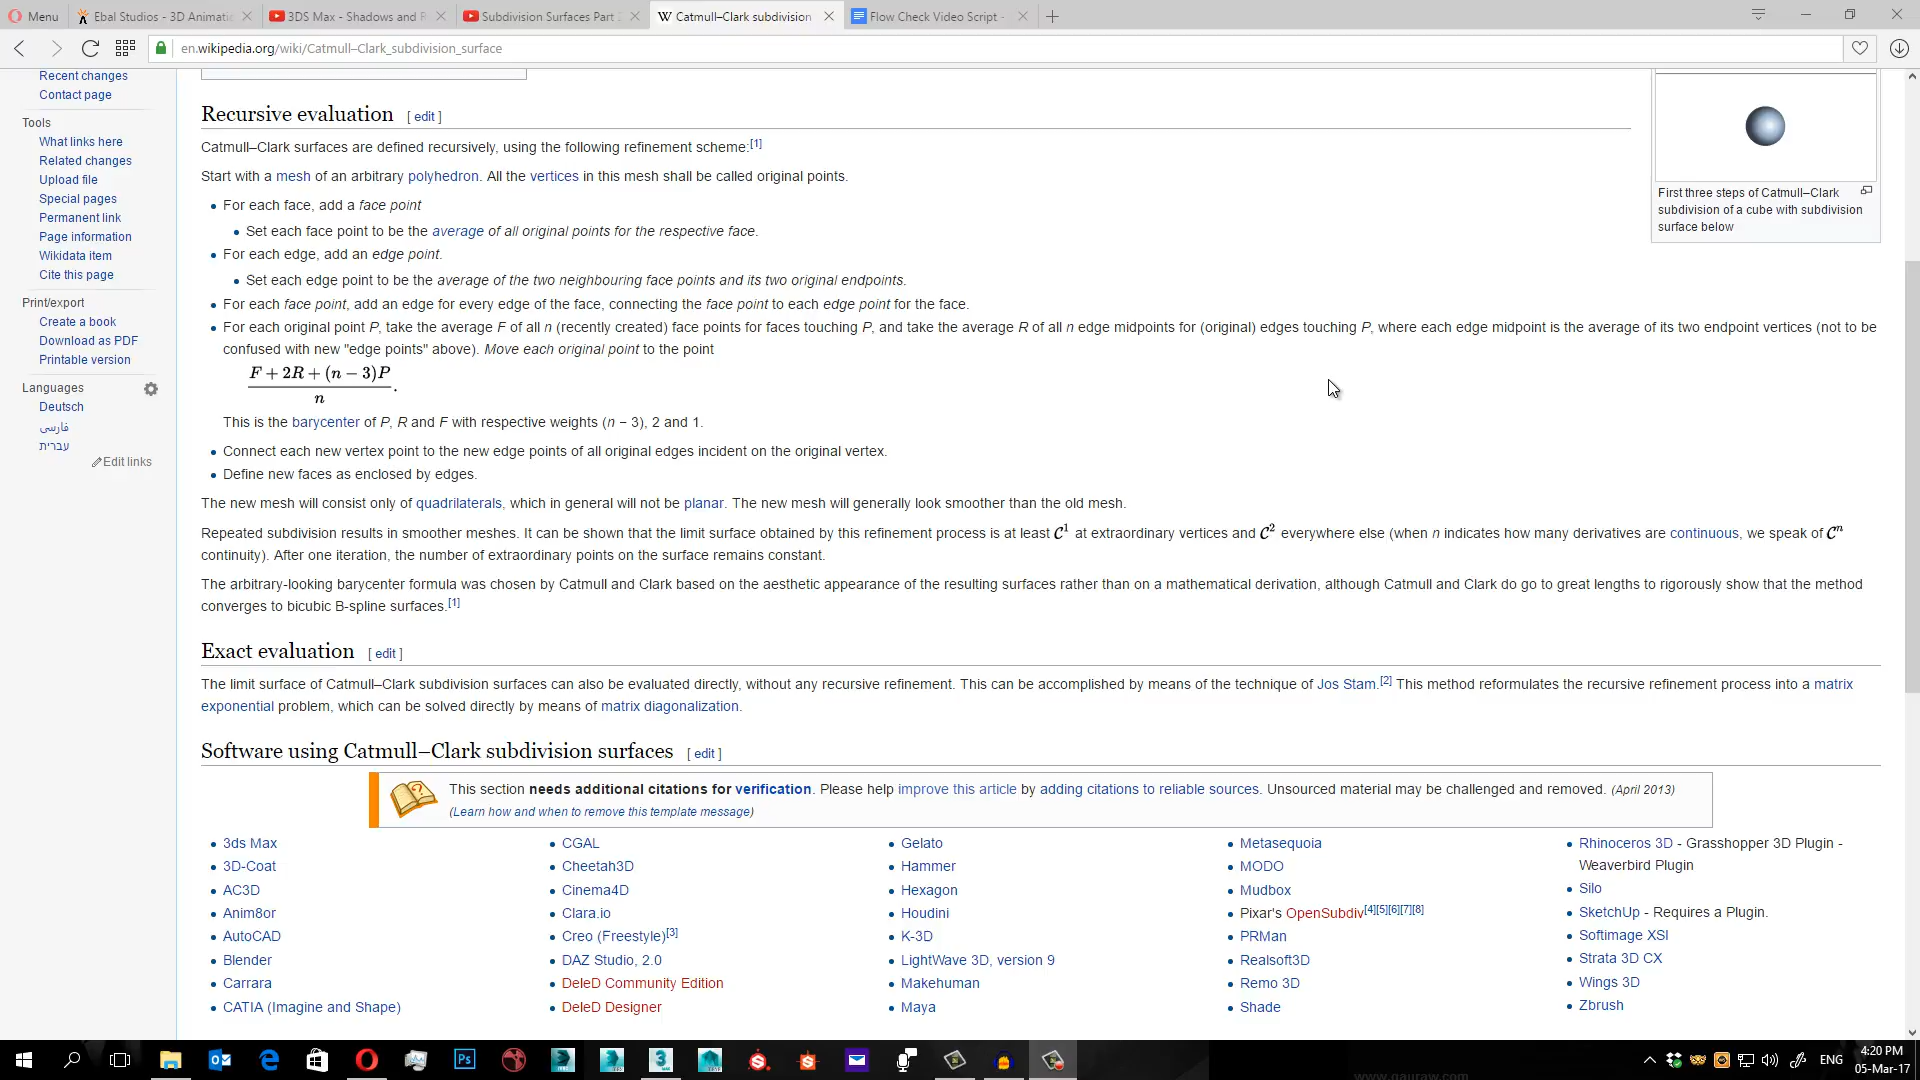 Menu
Ebal Studios - 3D Animati
3DS Max - Shadows and R
Subdivision Surfaces Part
Catmull–Clark subdivision
Flow Check Video Script -
en.wikipedia.org/wiki/Catmull–Clark_subdivision_surface
Recent changes
Contact page
Tools
What links here
Related changes
Upload file
Special pages
Permanent link
Page information
Wikidata item
Cite this page
Print/export
Create a book
Download as PDF
Printable version
Languages
Deutsch
فارسی
עברית
Edit links
Recursive evaluation [ edit ]
Catmull–Clark surfaces are defined recursively, using the following refinement scheme:[1]
Start with a mesh of an arbitrary polyhedron. All the vertices in this mesh shall be called original points.
• For each face, add a face point
• Set each face point to be the average of all original points for the respective face.
• For each edge, add an edge point.
• Set each edge point to be the average of the two neighbouring face points and its two original endpoints.
• For each face point, add an edge for every edge of the face, connecting the face point to each edge point for the face.
• For each original point P, take the average F of all n (recently created) face points for faces touching P, and take the average R of all n edge midpoints for (original) edges touching P, where each edge midpoint is the average of its two endpoint vertices (not to be
confused with new "edge points" above). Move each original point to the point
F + 2R + (n − 3)P
n
.
This is the barycenter of P, R and F with respective weights (n − 3), 2 and 1.
• Connect each new vertex point to the new edge points of all original edges incident on the original vertex.
• Define new faces as enclosed by edges.
The new mesh will consist only of quadrilaterals, which in general will not be planar. The new mesh will generally look smoother than the old mesh.
Repeated subdivision results in smoother meshes. It can be shown that the limit surface obtained by this refinement process is at least C1 at extraordinary vertices and C2 everywhere else (when n indicates how many derivatives are continuous, we speak of Cn
continuity). After one iteration, the number of extraordinary points on the surface remains constant.
The arbitrary-looking barycenter formula was chosen by Catmull and Clark based on the aesthetic appearance of the resulting surfaces rather than on a mathematical derivation, although Catmull and Clark do go to great lengths to rigorously show that the method
converges to bicubic B-spline surfaces.[1]
First three steps of Catmull–Clark
subdivision of a cube with subdivision
surface below
Exact evaluation [ edit ]
The limit surface of Catmull–Clark subdivision surfaces can also be evaluated directly, without any recursive refinement. This can be accomplished by means of the technique of Jos Stam.[2] This method reformulates the recursive refinement process into a matrix
exponential problem, which can be solved directly by means of matrix diagonalization.
Software using Catmull–Clark subdivision surfaces [ edit ]
This section needs additional citations for verification. Please help improve this article by adding citations to reliable sources. Unsourced material may be challenged and removed. (April 2013)
(Learn how and when to remove this template message)
• 3ds Max
• 3D-Coat
• AC3D
• Anim8or
• AutoCAD
• Blender
• Carrara
• CATIA (Imagine and Shape)
• CGAL
• Cheetah3D
• Cinema4D
• Clara.io
• Creo (Freestyle)[3]
• DAZ Studio, 2.0
• DeleD Community Edition
• DeleD Designer
• Gelato
• Hammer
• Hexagon
• Houdini
• K-3D
• LightWave 3D, version 9
• Makehuman
• Maya
• Metasequoia
• MODO
• Mudbox
• Pixar's OpenSubdiv[4][5][6][7][8]
• PRMan
• Realsoft3D
• Remo 3D
• Shade
• Rhinoceros 3D - Grasshopper 3D Plugin -
Weaverbird Plugin
• Silo
• SketchUp - Requires a Plugin.
• Softimage XSI
• Strata 3D CX
• Wings 3D
• Zbrush
ENG
4:20 PM
05-Mar-17